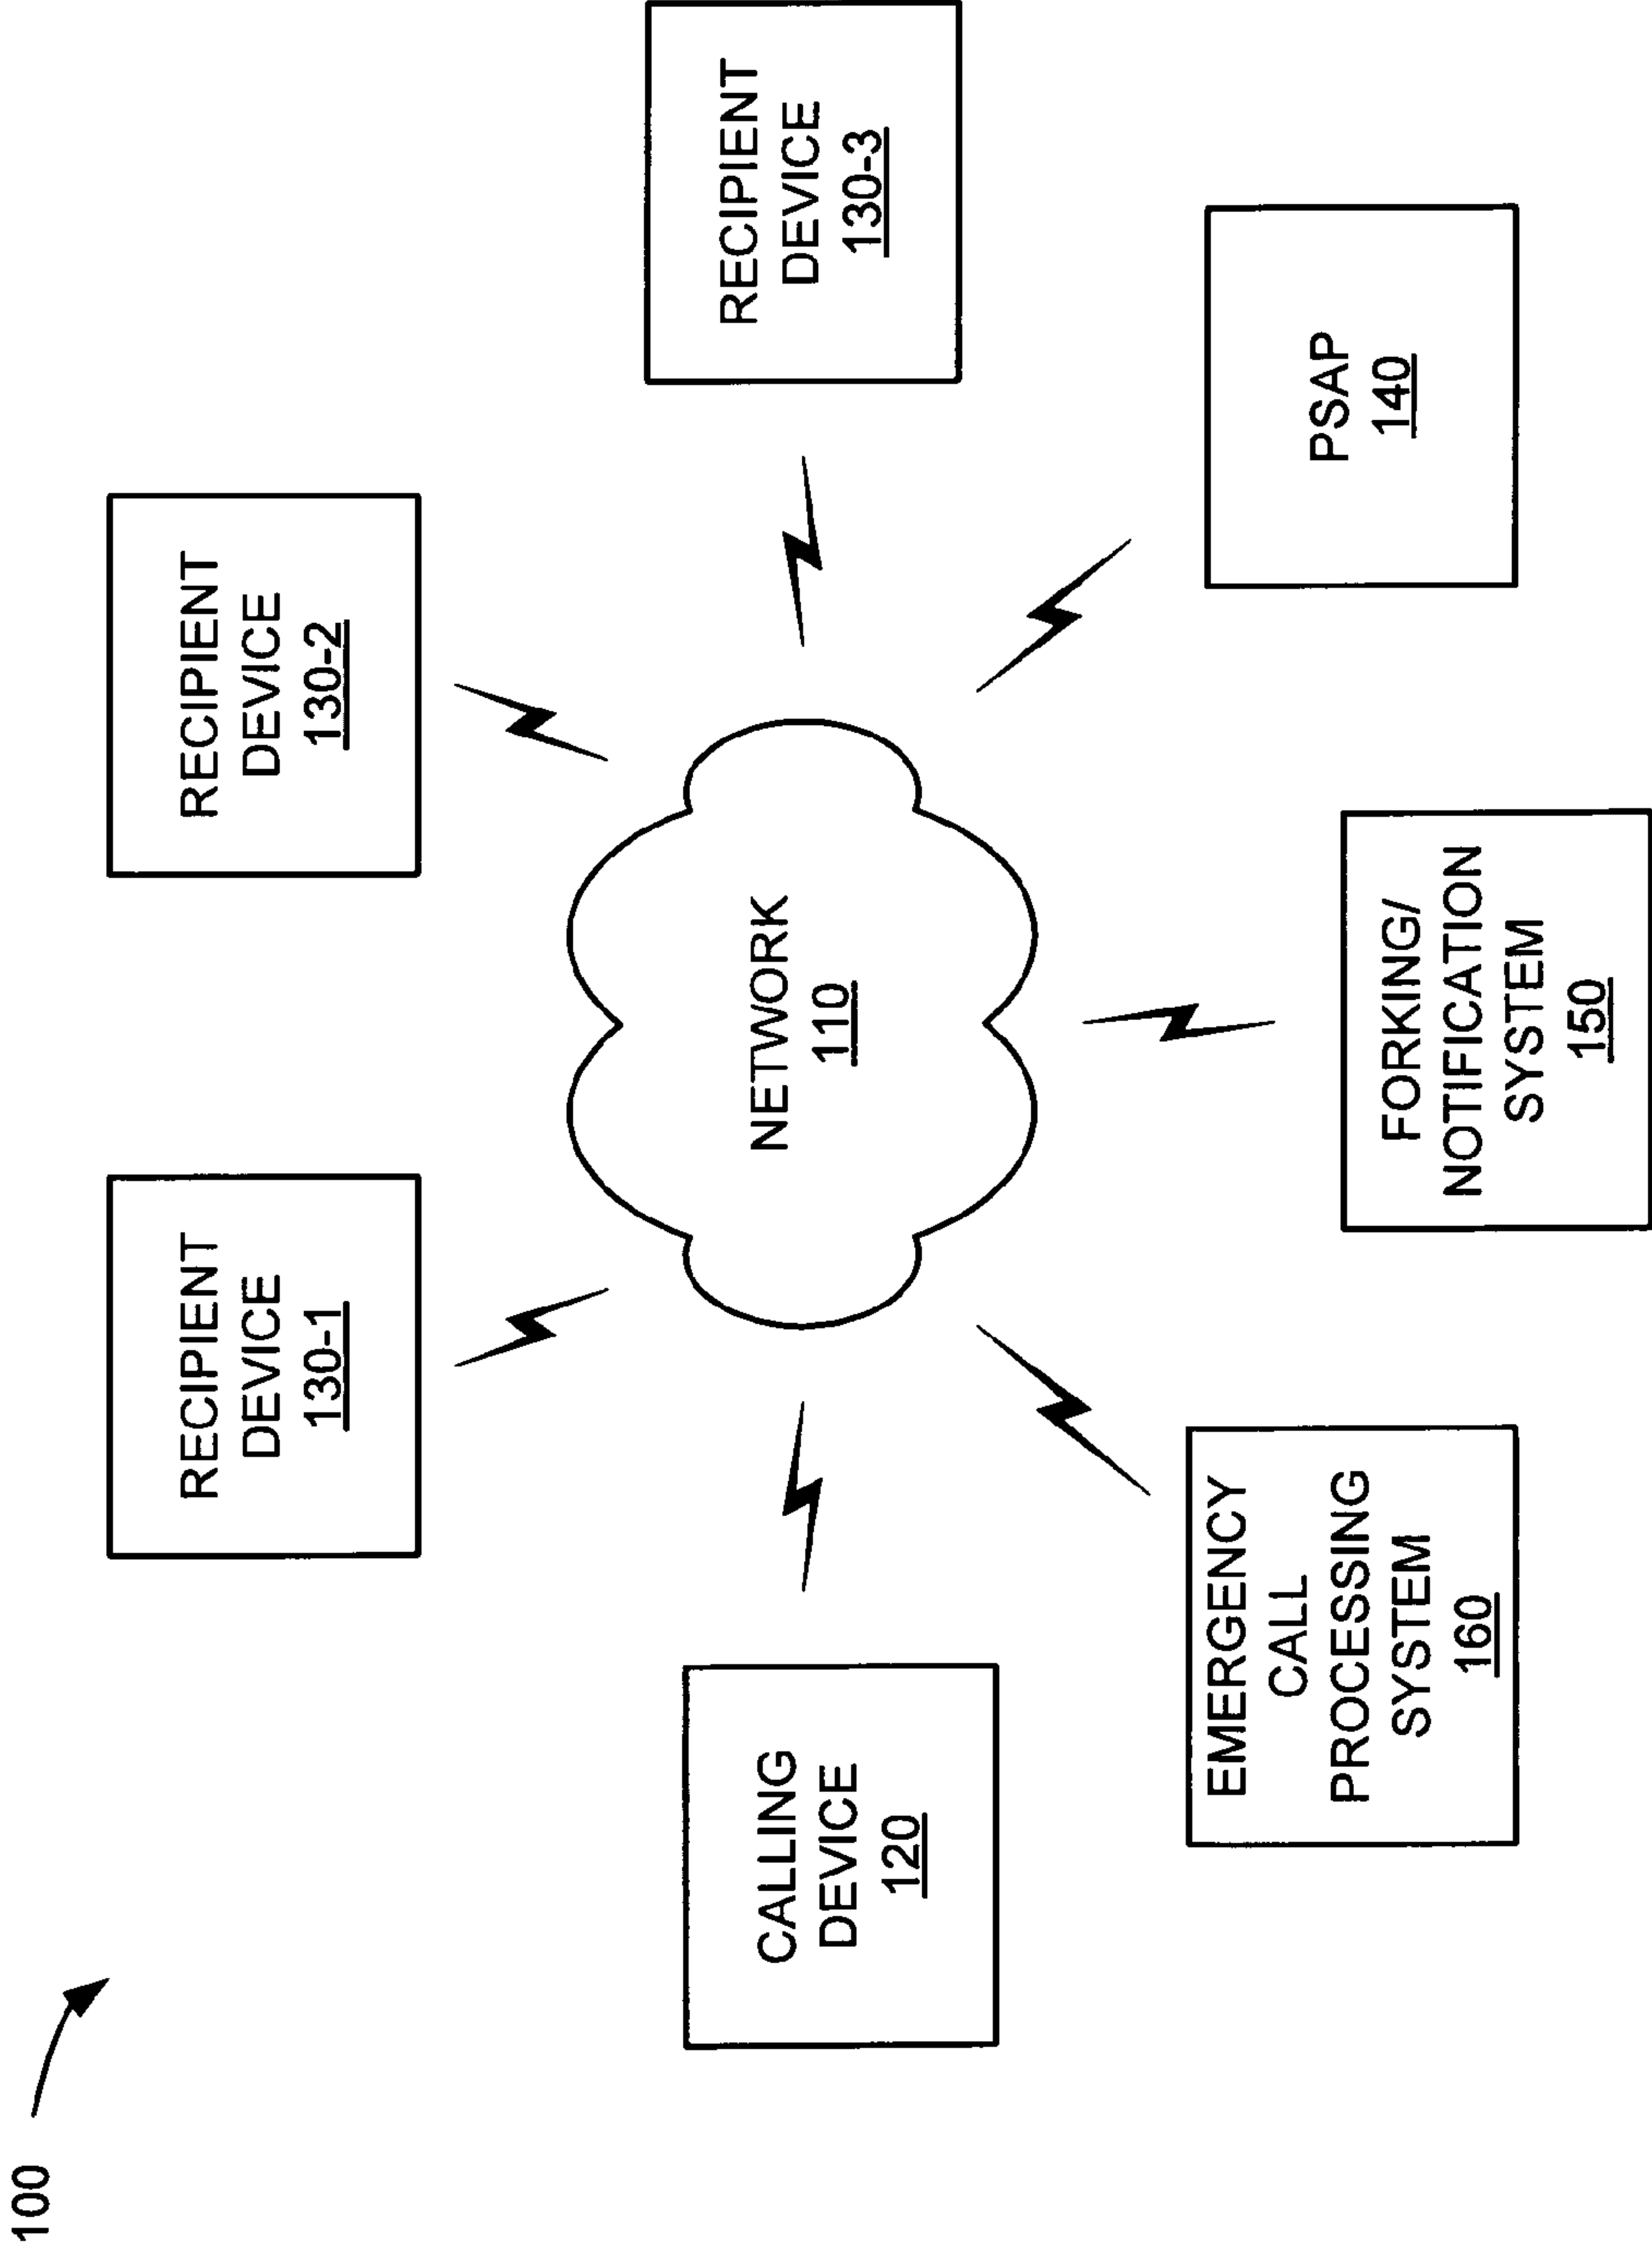 100
RECIPIENT
DEVICE
130-1
RECIPIENT
DEVICE
130-2
CALLING
DEVICE
120
NETWORK
110
RECIPIENT
DEVICE
130-3
EMERGENCY
CALL
PROCESSING
SYSTEM
160
FORKING/
NOTIFICATION
SYSTEM
150
PSAP
140